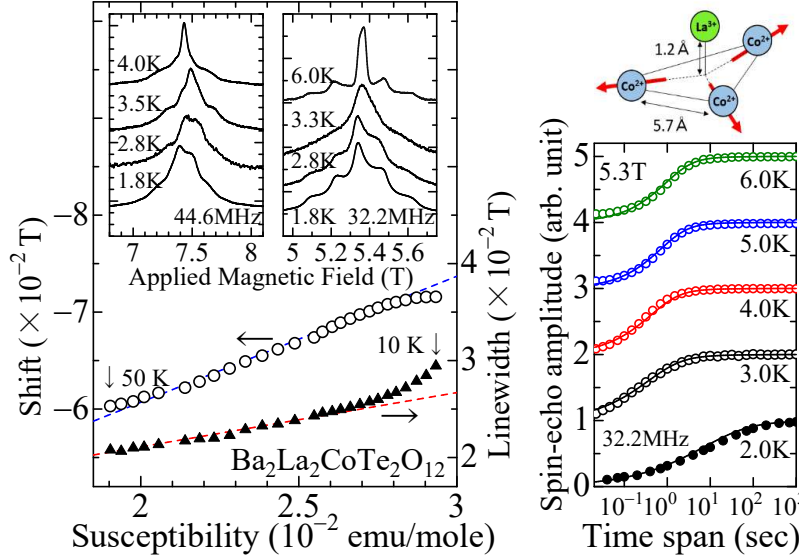 4.0K
3.5K
2.8K
1.8K
44.6MHz
7
7.5
8
6.0K
3.3K
2.8K
1.8K
32.2MHz
5
5.2
5.4
5.6
Applied Magnetic Field (T)
Shift (×10⁻² T)
−8
−7
−6
Linewidth (×10⁻² T)
4
3
2
50 K
10 K
Ba₂La₂CoTe₂O₁₂
2
2.5
3
Susceptibility (10⁻² emu/mole)
La³⁺
Co²⁺
1.2 Å
Co²⁺
Co²⁺
5.7 Å
Spin-echo amplitude (arb. unit)
5
4
3
2
1
0
5.3T
6.0K
5.0K
4.0K
3.0K
32.2MHz
2.0K
10⁻¹
10⁰
10¹
10²
10³
Time span (sec)